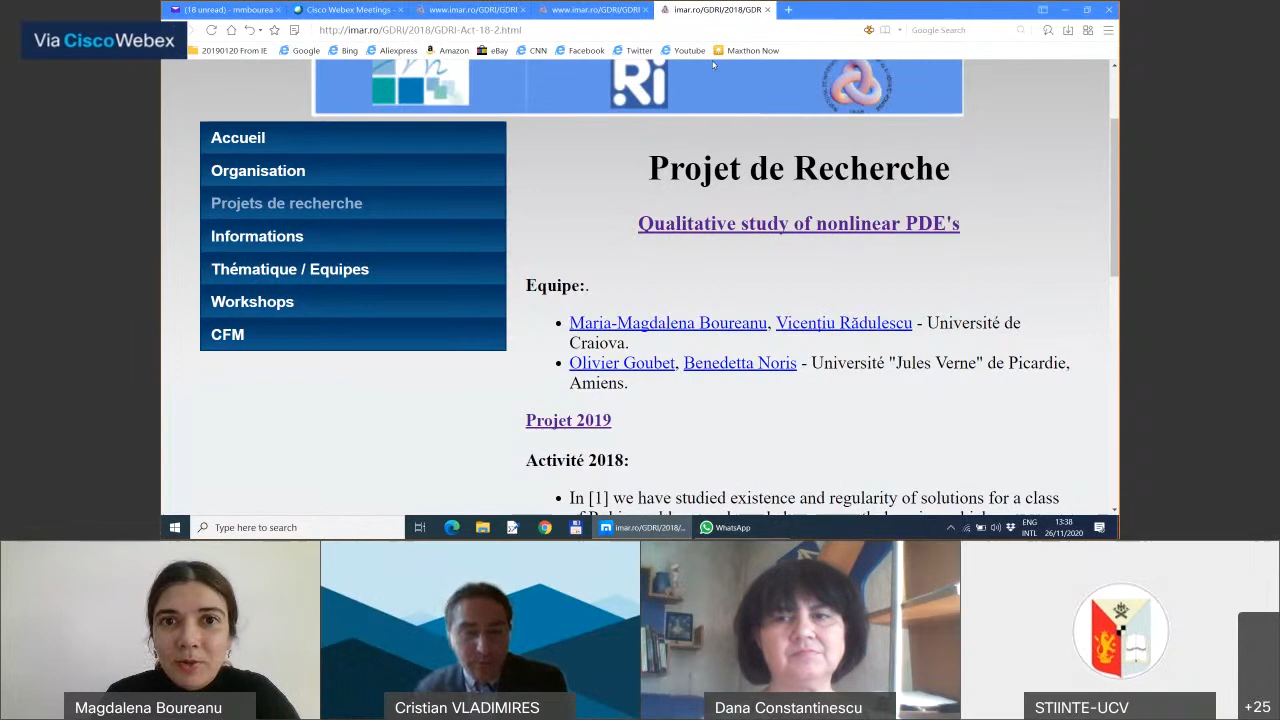 Via CiscoWebex
(18 unread) - mmbourea
Cisco Webex Meetings -
www.imar.ro/GDRI/GDRI
www.imar.ro/GDRI/GDRI
imar.ro/GDRI/2018/GDR
http://imar.ro/GDRI/2018/GDRI-Act-18-2.html
Google Search
20190120 From IE
Google
Bing
Aliexpress
Amazon
eBay
CNN
Facebook
Twitter
Youtube
Maxthon Now
Ri
Accueil
Organisation
Projets de recherche
Informations
Thématique / Equipes
Workshops
CFM
Projet de Recherche
Qualitative study of nonlinear PDE's
Equipe:.
Maria-Magdalena Boureanu, Vicenţiu Rădulescu - Université de
Craiova.
Olivier Goubet, Benedetta Noris - Université "Jules Verne" de Picardie,
Amiens.
Projet 2019
Activité 2018:
In [1] we have studied existence and regularity of solutions for a class
Type here to search
imar.ro/GDRI/2018/...
WhatsApp
ENG
INTL
13:38
26/11/2020
Magdalena Boureanu
Cristian VLADIMIRES
Dana Constantinescu
STIINTE-UCV
+25